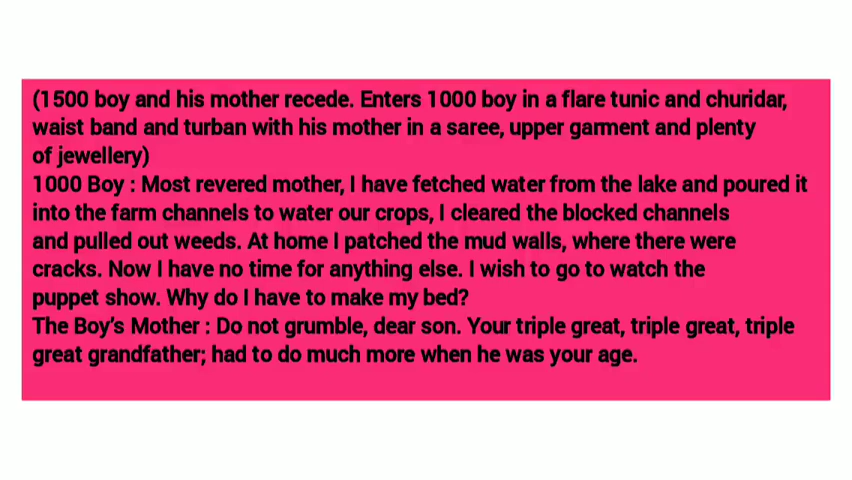 (1500 boy and his mother recede. Enters 1000 boy in a flare tunic and churidar,
waist band and turban with his mother in a saree, upper garment and plenty
of jewellery)
1000 Boy : Most revered mother, I have fetched water from the lake and poured it
into the farm channels to water our crops, I cleared the blocked channels
and pulled out weeds. At home I patched the mud walls, where there were
cracks. Now I have no time for anything else. I wish to go to watch the
puppet show. Why do I have to make my bed?
The Boy's Mother : Do not grumble, dear son. Your triple great, triple great, triple
great grandfather; had to do much more when he was your age.